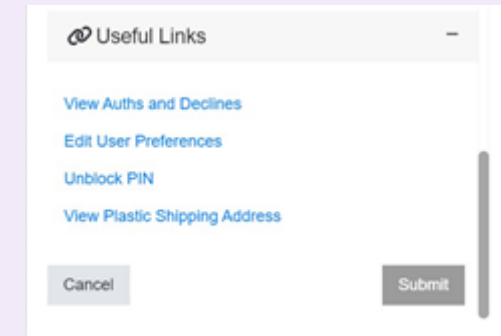 Useful Links
View Auths and Declines
Edit User Preferences
Unblock PIN
View Plastic Shipping Address
Cancel Submit